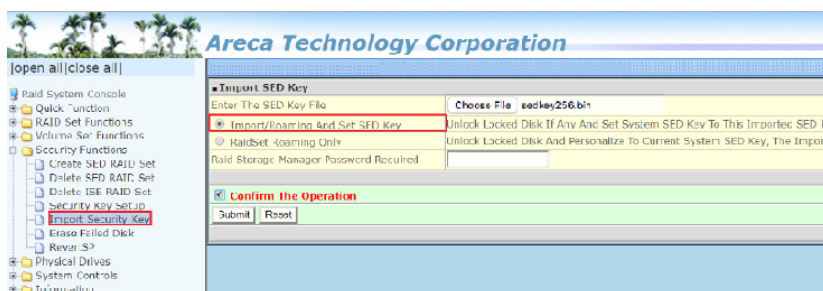 Areca Technology Corporation
|open all|close all|
Raid System Console
Quick Function
RAID Set Functions
Volume Set Functions
Security Functions
Create SED RAID Set
Delete SED RAID Set
Delete ISE RAID Set
Security Key Setup
Import Security Key
Erase Failed Disk
RevertSP
Physical Drives
System Controls
Information
Import SED Key
Enter The SED Key File Choose File sedkey256.bin
Import/Roaming And Set SED Key Unlock Locked Disk If Any And Set System SED Key To This Imported SED
RaidSet Roaming Only Unlock Locked Disk And Personalize To Current System SED Key, The Impor
Raid Storage Manager Password Required
Confirm The Operation
Submit Reset